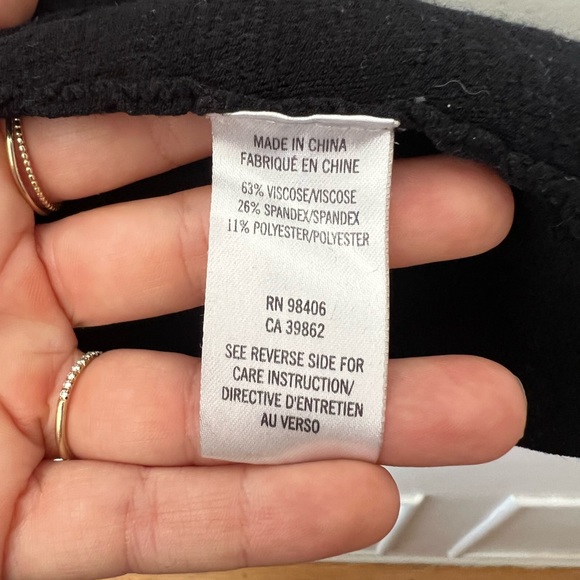 MADE IN CHINA
FABRIQUÉ EN CHINE
63% VISCOSE/VISCOSE
26% SPANDEX/SPANDEX
11% POLYESTER/POLYESTER
RN 98406
CA 39862
SEE REVERSE SIDE FOR
CARE INSTRUCTION/
DIRECTIVE D'ENTRETIEN
AU VERSO